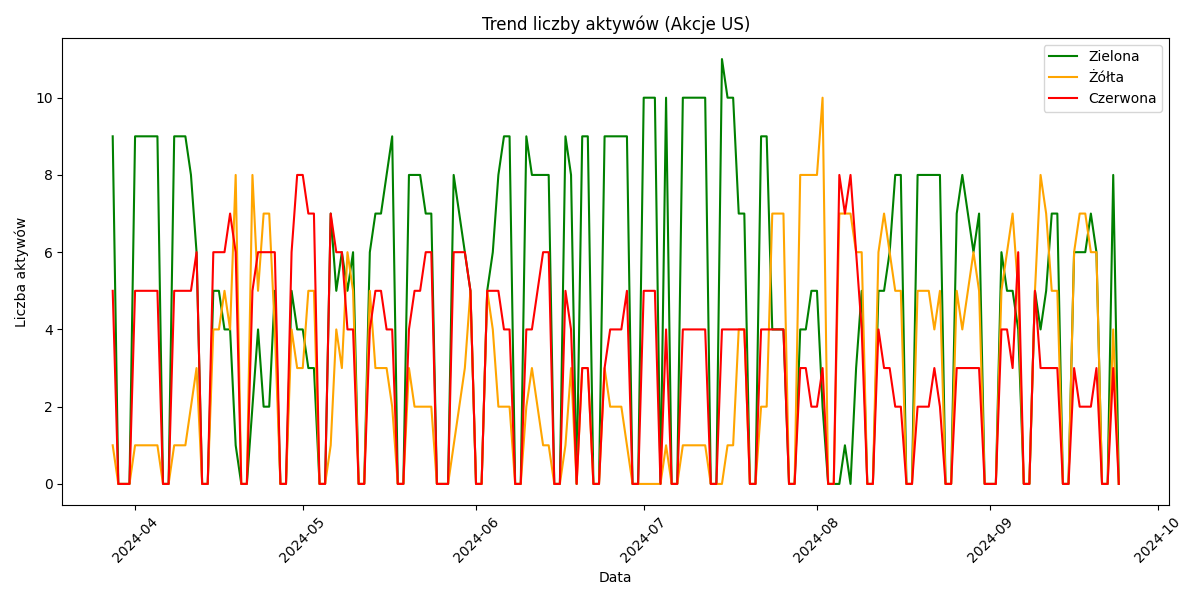 Trend liczby aktywów (Akcje US)
Zielona
Żółta
Czerwona
Liczba aktywów
10
8
6
4
2
0
2024-04
2024-05
2024-06
2024-07
2024-08
2024-09
2024-10
Data